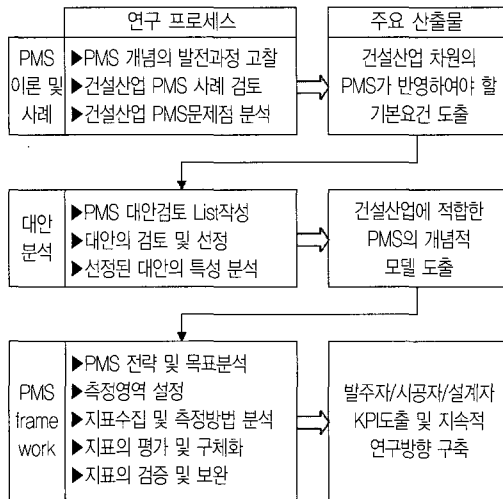 연구 프로세스
주요 산출물
PMS
이론 및
사례
▶PMS 개념의 발전과정 고찰
▶건설산업 PMS 사례 검토
▶건설산업 PMS문제점 분석
건설산업 차원의
PMS가 반영하여야 할
기본요건 도출
대안
분석
▶PMS 대안검토 List작성
▶대안의 검토 및 선정
▶선정된 대안의 특성 분석
건설산업에 적합한
PMS의 개념적
모델 도출
PMS
frame
work
▶PMS 전략 및 목표분석
▶측정영역 설정
▶지표수집 및 측정방법 분석
▶지표의 평가 및 구체화
▶지표의 검증 및 보완
발주자/시공자/설계자
KPI도출 및 지속적
연구방향 구축